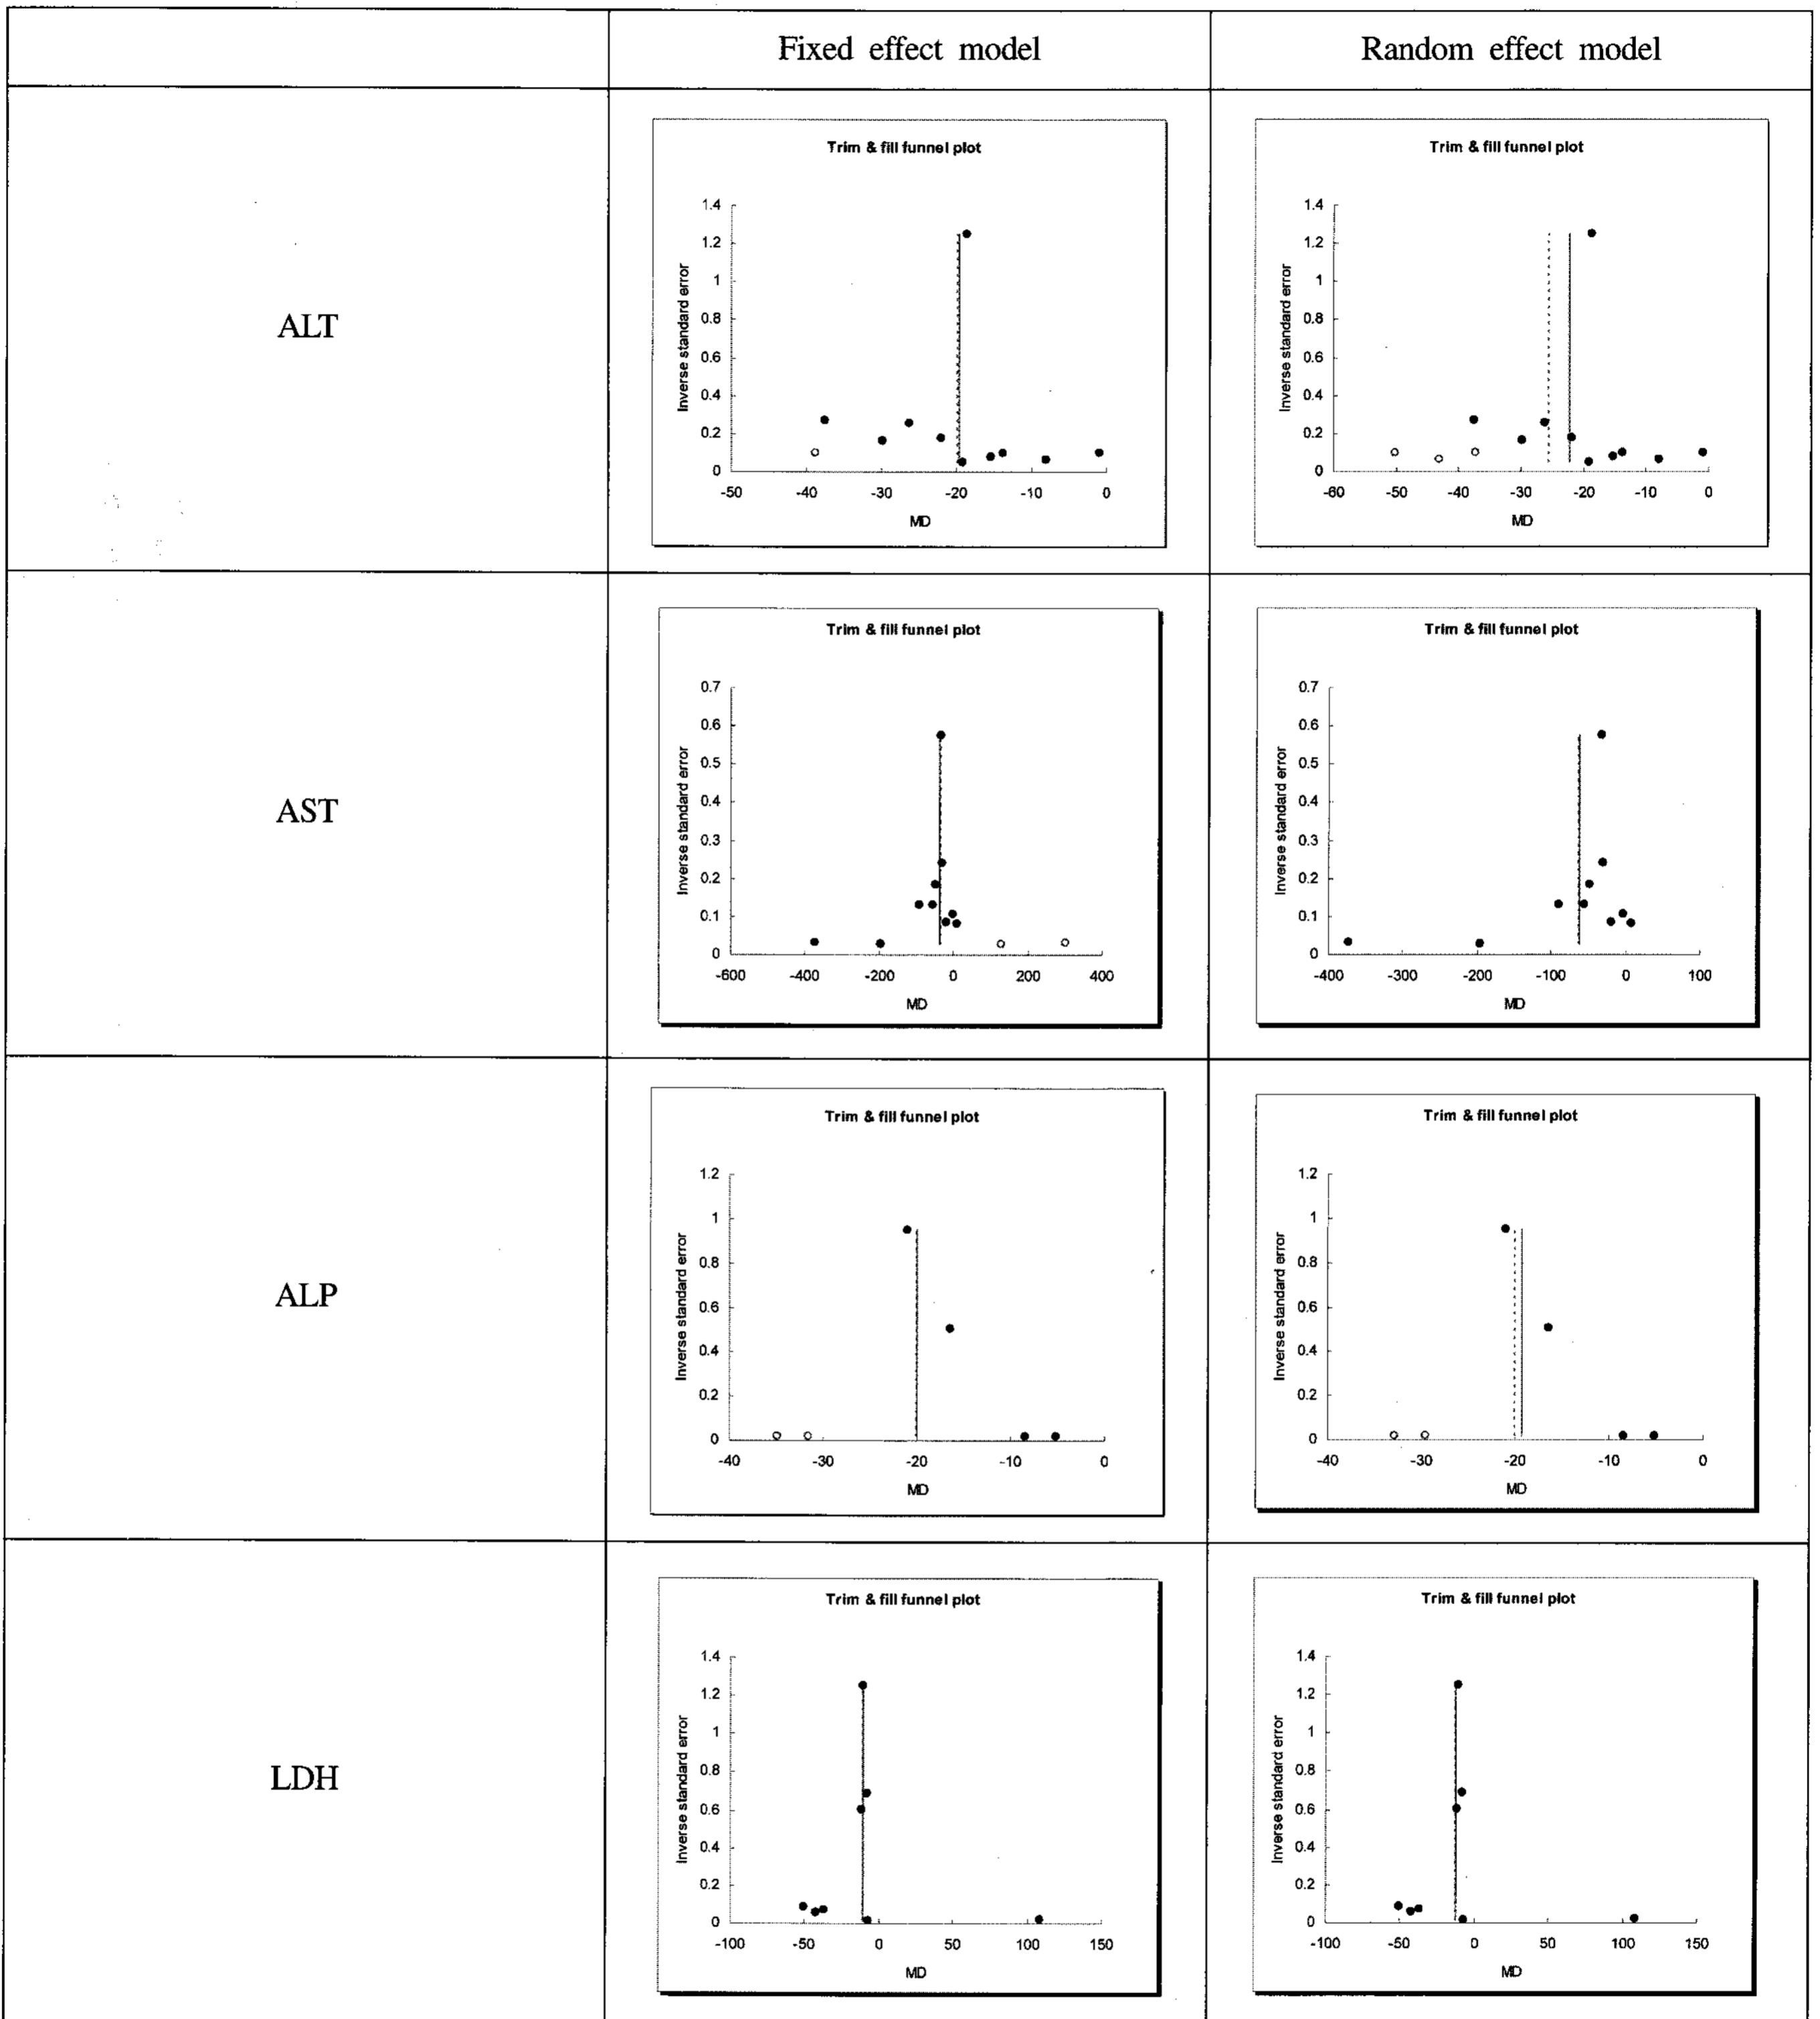 Fixed effect model
Random effect model
ALT
Trim & fill funnel plot
1.4
1.2
1
0.8
0.6
0.4
0.2
0
Inverse standard error
-50 -40 -30 -20 -10 0
MD
Trim & fill funnel plot
1.4
1.2
1
0.8
0.6
0.4
0.2
0
Inverse standard error
-60 -50 -40 -30 -20 -10 0
MD
AST
Trim & fill funnel plot
0.7
0.6
0.5
0.4
0.3
0.2
0.1
0
Inverse standard error
-600 -400 -200 0 200 400
MD
Trim & fill funnel plot
0.7
0.6
0.5
0.4
0.3
0.2
0.1
0
Inverse standard error
-400 -300 -200 -100 0 100
MD
ALP
Trim & fill funnel plot
1.2
1
0.8
0.6
0.4
0.2
0
Inverse standard error
-40 -30 -20 -10 0
MD
Trim & fill funnel plot
1.2
1
0.8
0.6
0.4
0.2
0
Inverse standard error
-40 -30 -20 -10 0
MD
LDH
Trim & fill funnel plot
1.4
1.2
1
0.8
0.6
0.4
0.2
0
Inverse standard error
-100 -50 0 50 100 150
MD
Trim & fill funnel plot
1.4
1.2
1
0.8
0.6
0.4
0.2
0
Inverse standard error
-100 -50 0 50 100 150
MD